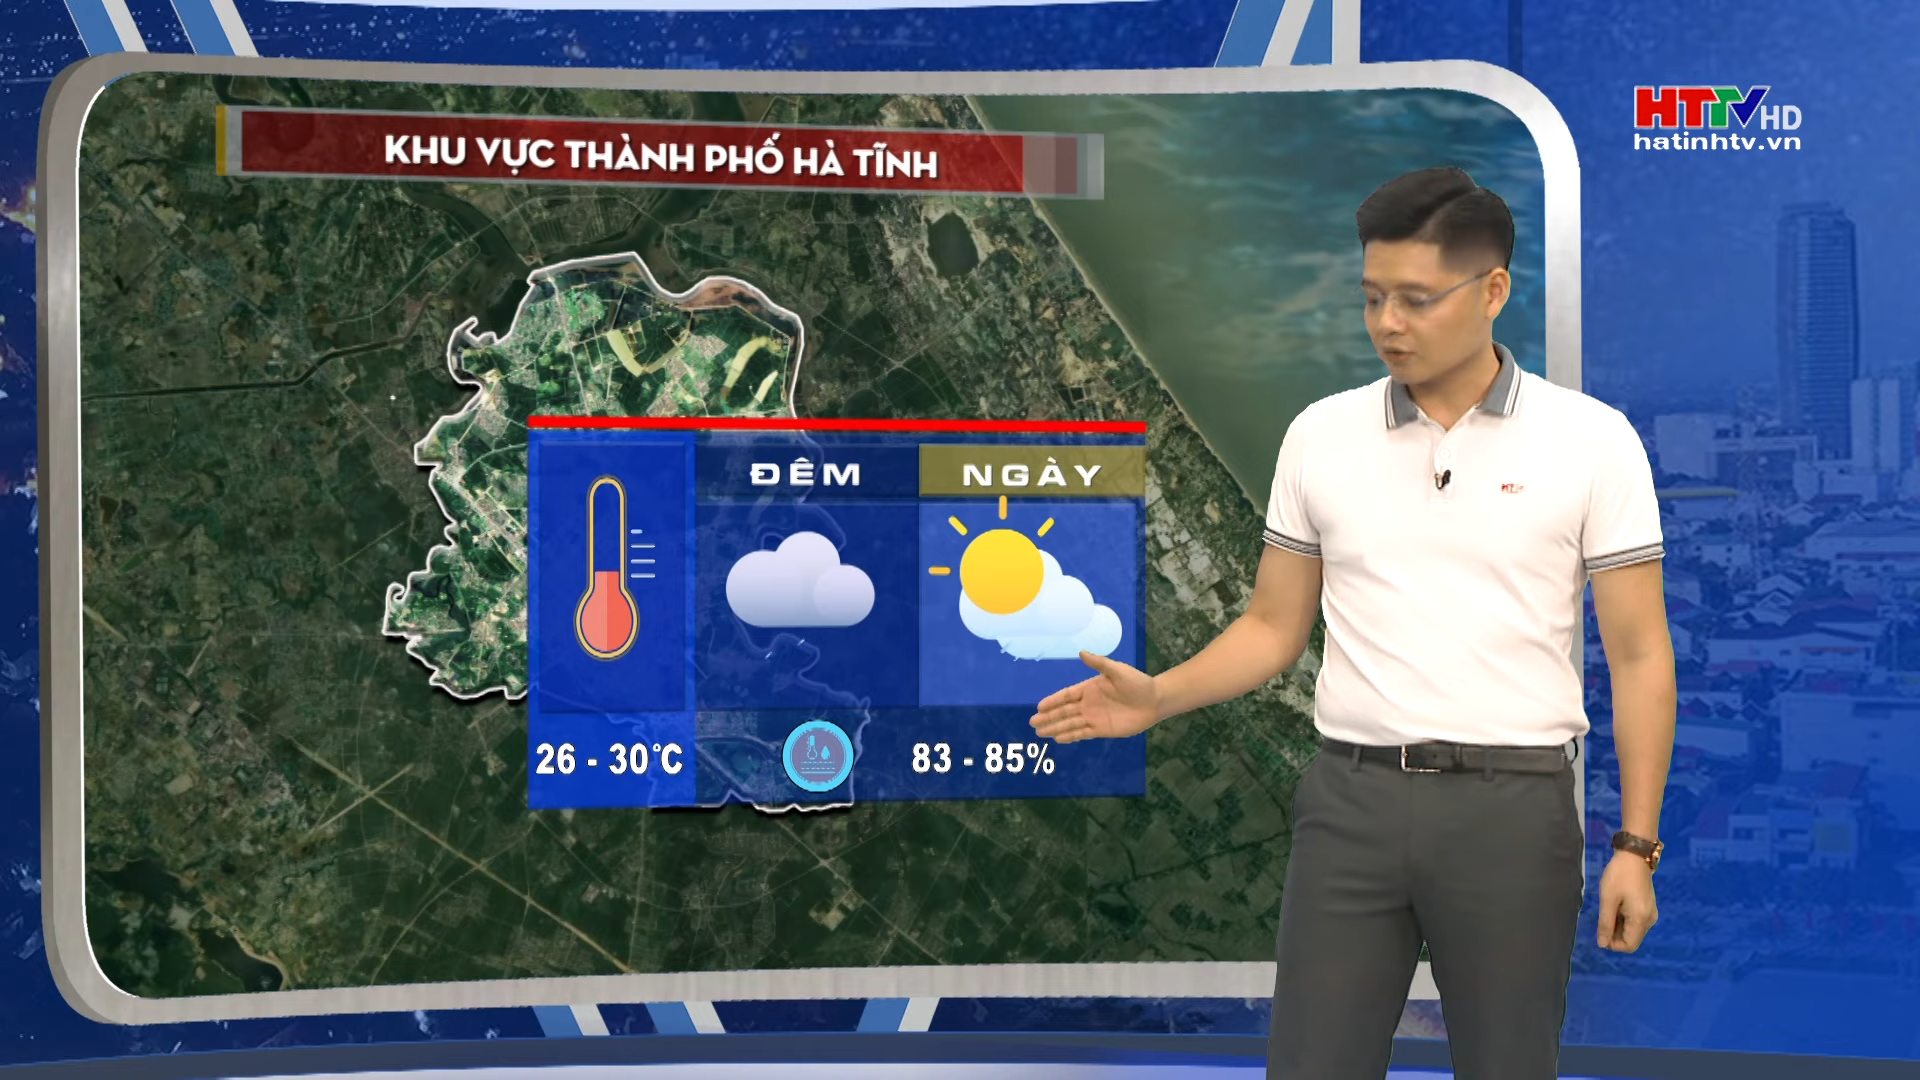 KHU VỰC THÀNH PHỐ HÀ TĨNH
HTTV HD
hatinhtv.vn
ĐÊM
NGÀY
26 - 30°C
83 - 85%